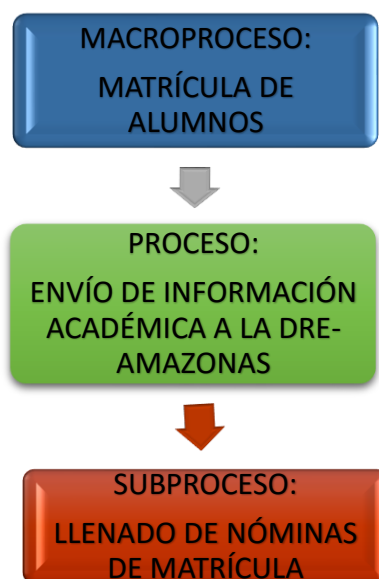 MACROPROCESO:
MATRÍCULA DE
ALUMNOS
PROCESO:
ENVÍO DE INFORMACIÓN
ACADÉMICA A LA DRE-
AMAZONAS
SUBPROCESO:
LLENADO DE NÓMINAS
DE MATRÍCULA